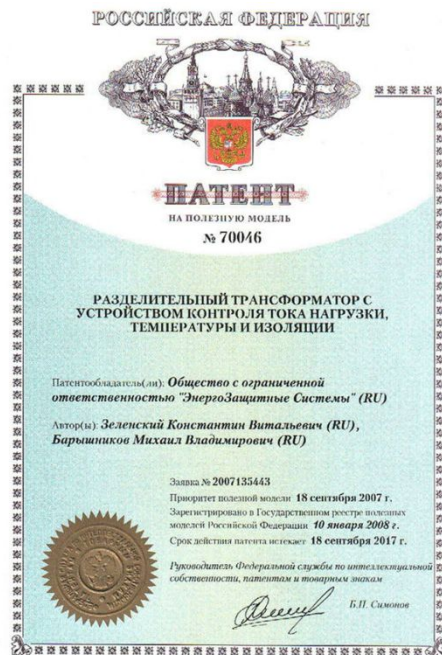 РОССИЙСКАЯ ФЕДЕРАЦИЯ
ПАТЕНТ
НА ПОЛЕЗНУЮ МОДЕЛЬ
№ 70046
РАЗДЕЛИТЕЛЬНЫЙ ТРАНСФОРМАТОР С
УСТРОЙСТВОМ КОНТРОЛЯ ТОКА НАГРУЗКИ,
ТЕМПЕРАТУРЫ И ИЗОЛЯЦИИ
Патентообладатель(ли): Общество с ограниченной
ответственностью "ЭнергоЗащитные Системы" (RU)
Автор(ы): Зеленский Константин Витальевич (RU),
Барышников Михаил Владимирович (RU)
Заявка № 2007135443
Приоритет полезной модели 18 сентября 2007 г.
Зарегистрировано в Государственном реестре полезных
моделей Российской Федерации 10 января 2008 г.
Срок действия патента истекает 18 сентября 2017 г.
Руководитель Федеральной службы по интеллектуальной
собственности, патентам и товарным знакам
Б.П. Симонов